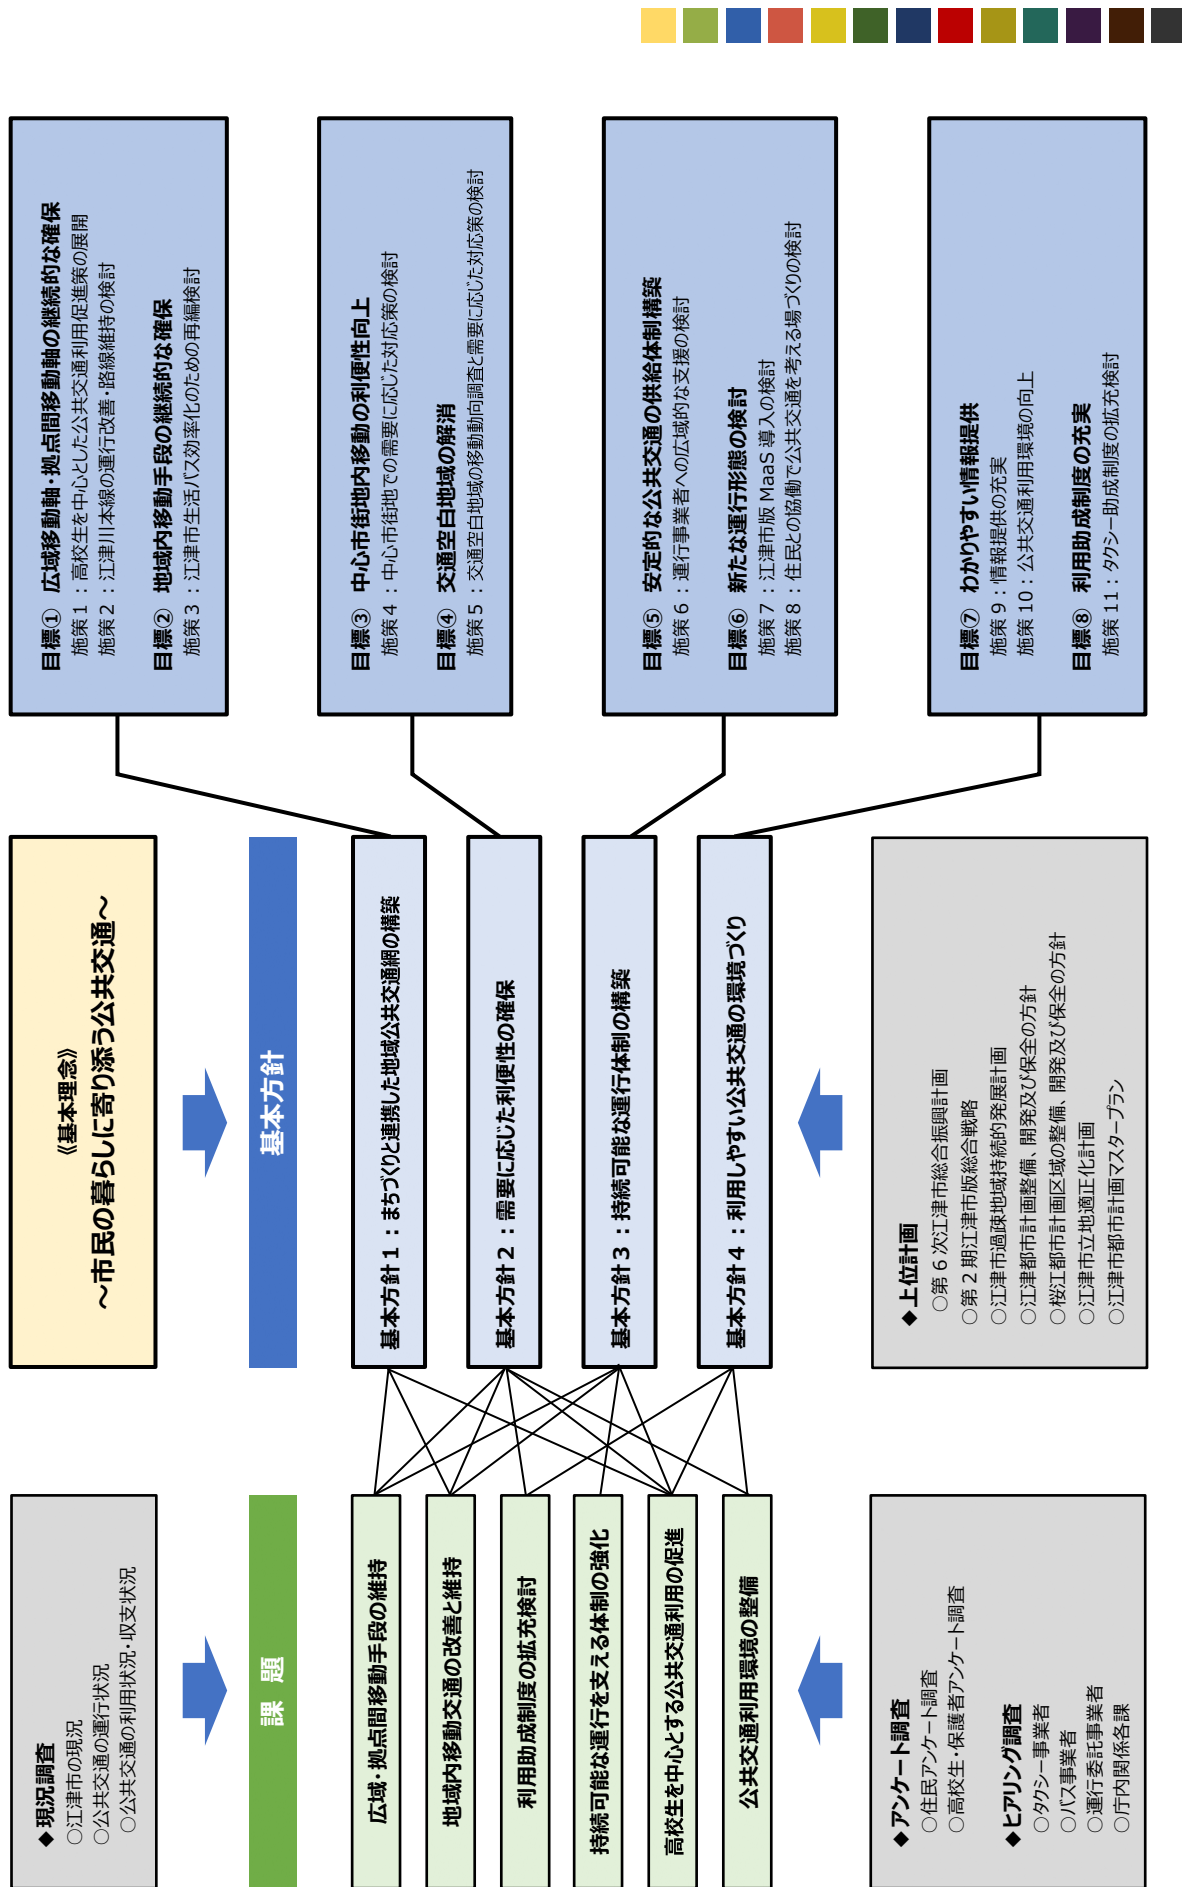 ◆現況調査
○江津市の現況
○公共交通の運行状況
○公共交通の利用状況・収支状況
課 題
広域・拠点間移動手段の維持
地域内移動交通の改善と維持
利用助成制度の拡充検討
持続可能な運行を支える体制の強化
高校生を中心とする公共交通利用の促進
公共交通利用環境の整備
◆アンケート調査
○住民アンケート調査
○高校生・保護者アンケート調査
◆ヒアリング調査
○タクシー事業者
○バス事業者
○運行委託事業者
○庁内関係各課
《基本理念》
～市民の暮らしに寄り添う公共交通～
基本方針
基本方針1：まちづくりと連携した地域公共交通網の構築
基本方針2：需要に応じた利便性の確保
基本方針3：持続可能な運行体制の構築
基本方針4：利用しやすい公共交通の環境づくり
◆上位計画
○第6次江津市総合振興計画
○第2期江津市版総合戦略
○江津市過疎地域持続的発展計画
○江津都市計画整備、開発及び保全の方針
○桜江都市計画区域の整備、開発及び保全の方針
○江津市立地適正化計画
○江津市都市計画マスタープラン
目標① 広域移動軸・拠点間移動軸の継続的な確保
施策1：高校生を中心とした公共交通利用促進策の展開
施策2：江津川本線の運行改善・路線維持の検討
目標② 地域内移動手段の継続的な確保
施策3：江津市生活バス効率化のための再編検討
目標③ 中心市街地内移動の利便性向上
施策4：中心市街地での需要に応じた対応策の検討
目標④ 交通空白地域の解消
施策5：交通空白地域の移動動向調査と需要に応じた対応策の検討
目標⑤ 安定的な公共交通の供給体制構築
施策6：運行事業者への広域的な支援の検討
目標⑥ 新たな運行形態の検討
施策7：江津市版 MaaS 導入の検討
施策8：住民との協働で公共交通を考える場づくりの検討
目標⑦ わかりやすい情報提供
施策9：情報提供の充実
施策10：公共交通利用環境の向上
目標⑧ 利用助成制度の充実
施策11：タクシー助成制度の拡充検討